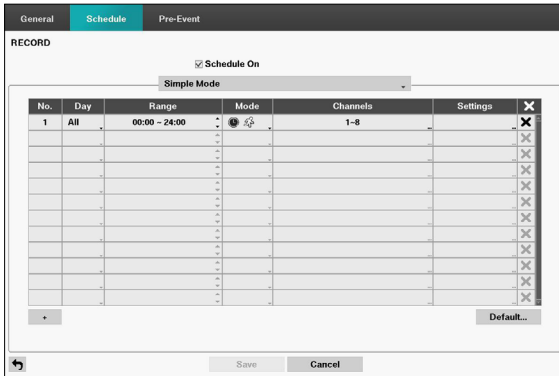 General Schedule Pre-Event
RECORD
Schedule On
Simple Mode
No. Day Range Mode Channels Settings
1 All 00:00 ~ 24:00 1~8
+ Default...
Save Cancel